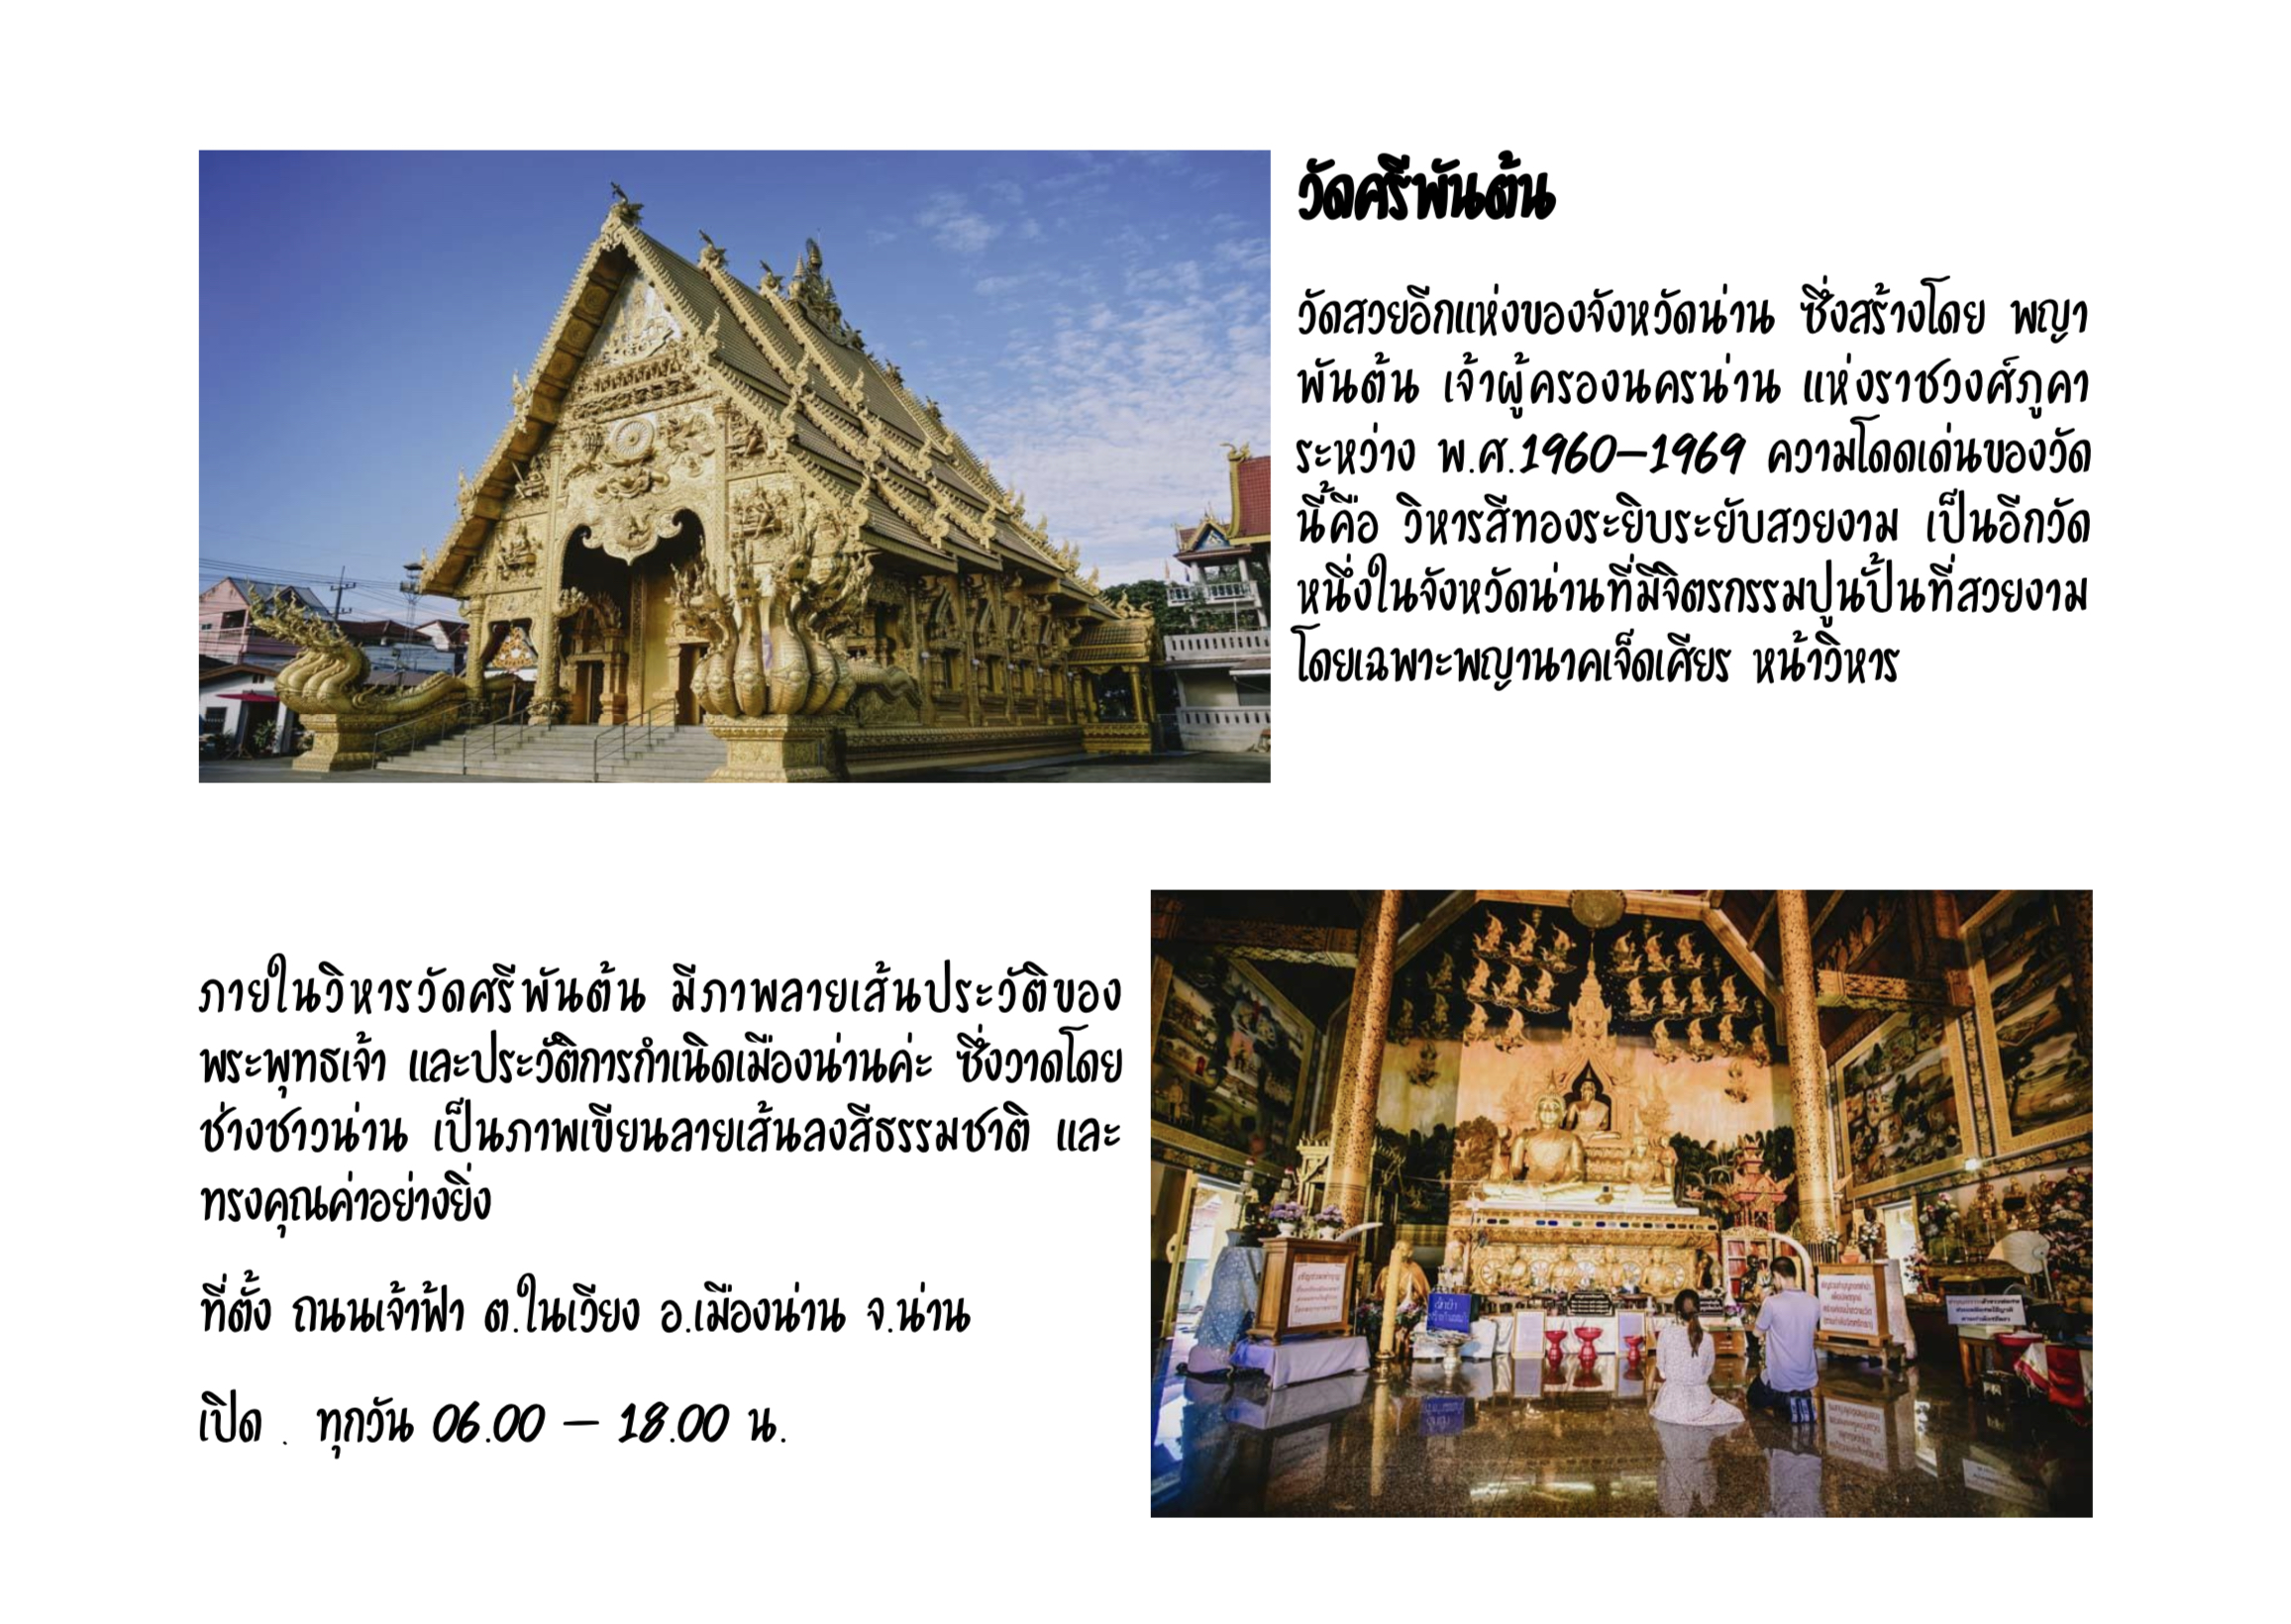 วัดศรีพันต้น
วัดสวยอีกแห่งของจังหวัดน่าน ซึ่งสร้างโดย พญา
พันต้น เจ้าผู้ครองนครน่าน แห่งราชวงศ์ภูคา
ระหว่าง พ.ศ.1960–1969 ความโดดเด่นของวัด
นี้คือ วิหารสีทองระยิบระยับสวยงาม เป็นอีกวัด
หนึ่งในจังหวัดน่านที่มีจิตรกรรมปูนปั้นที่สวยงาม
โดยเฉพาะพญานาคเจ็ดเศียร หน้าวิหาร
ภายในวิหารวัดศรีพันต้น มีภาพลายเส้นประวัติของ
พระพุทธเจ้า และประวัติการกำเนิดเมืองน่านค่ะ ซึ่งวาดโดย
ช่างชาวน่าน เป็นภาพเขียนลายเส้นลงสีธรรมชาติ และ
ทรงคุณค่าอย่างยิ่ง
ที่ตั้ง ถนนเจ้าฟ้า ต.ในเวียง อ.เมืองน่าน จ.น่าน
เปิด . ทุกวัน 06.00 – 18.00 น.